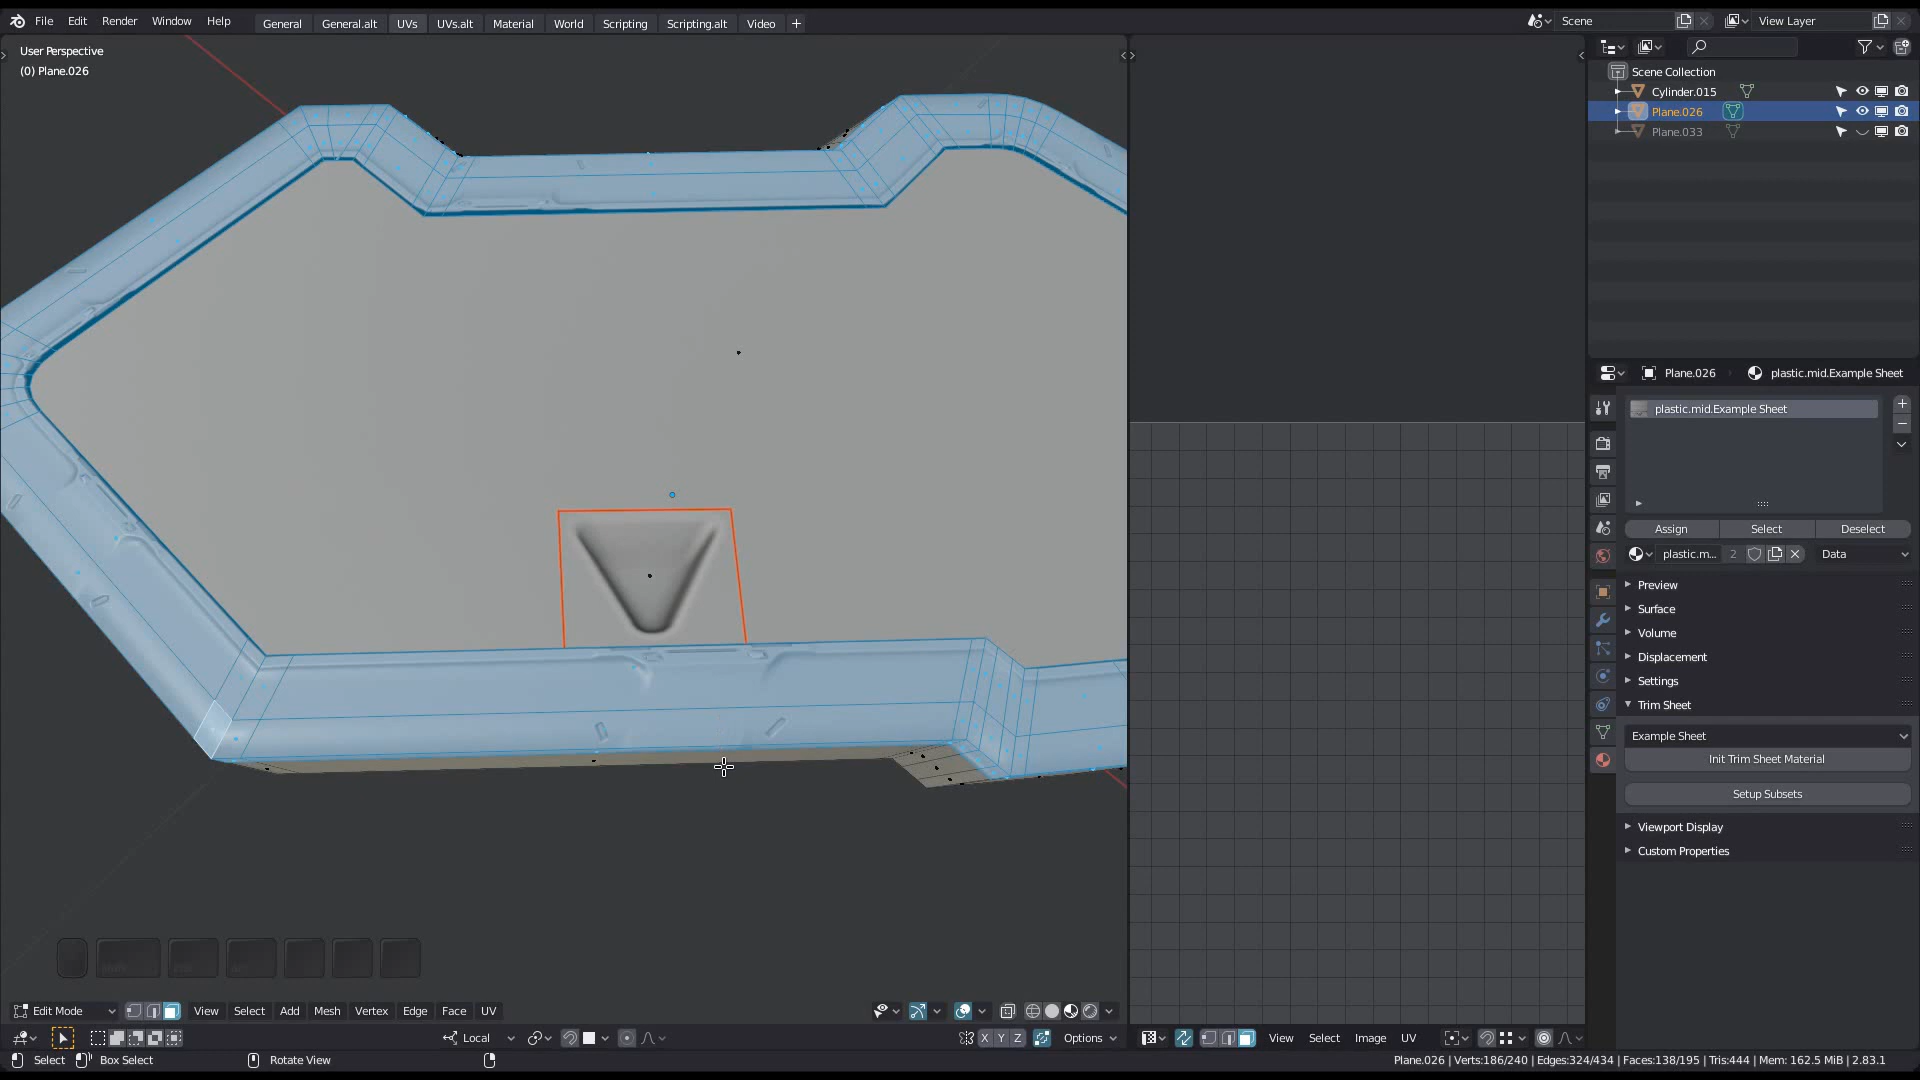 File Edit Render Window Help General General.alt UVs UVs.alt Material World Scripting Scripting.alt Video + Scene View Layer
User Perspective
(0) Plane.026
Scene Collection
Cylinder.015
Plane.026
Plane.033
Plane.026 plastic.mid.Example Sheet
plastic.mid.Example Sheet
Assign Select Deselect
plastic.m... 2 Data
Preview
Surface
Volume
Displacement
Settings
Trim Sheet
Example Sheet
Init Trim Sheet Material
Setup Subsets
Viewport Display
Custom Properties
Edit Mode View Select Add Mesh Vertex Edge Face UV
Local X Y Z Options View Select Image UV
Select Box Select Rotate View Plane.026 | Verts:186/240 | Edges:324/434 | Faces:138/195 | Tris:444 | Mem: 162.5 MiB | 2.83.1